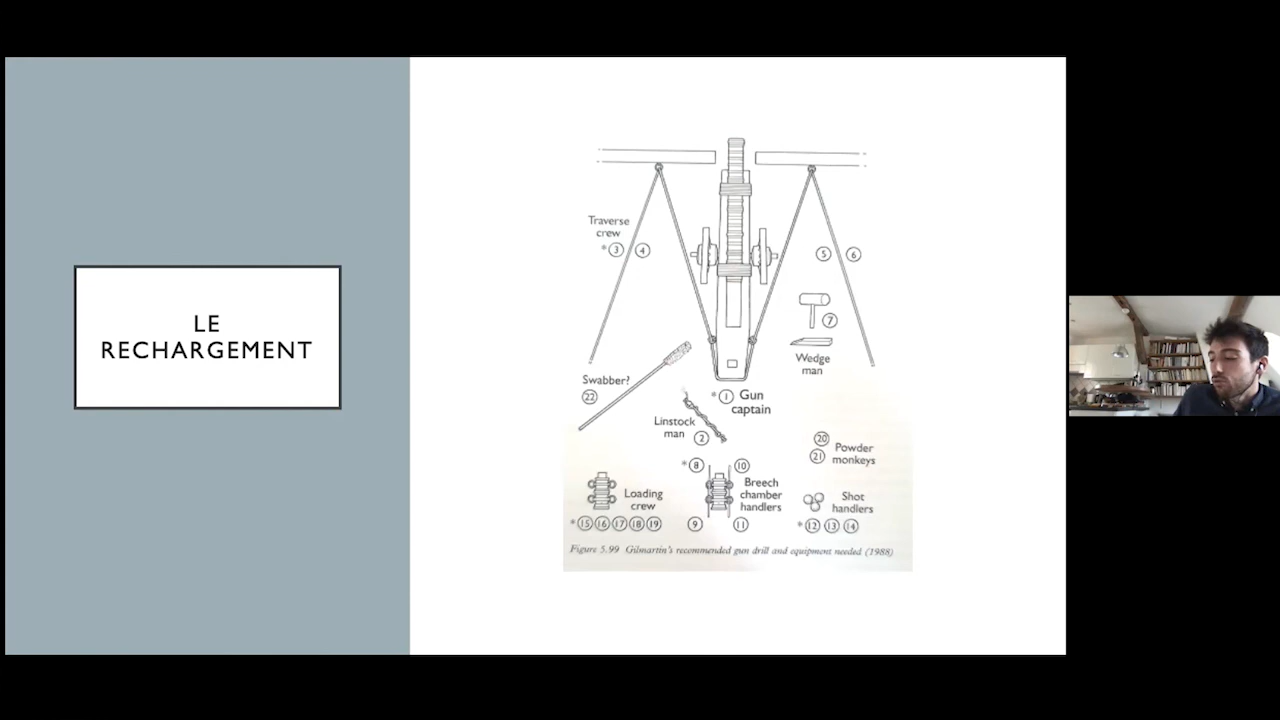 LE
RECHARGEMENT
Traverse
crew
* 3 4
5 6
7
Wedge
man
Swabber?
22
* 1 Gun
captain
Linstock
man 2
20
21
Powder
monkeys
* 8 10
Loading
crew
Breech
chamber
handlers
Shot
handlers
* 15 16 17 18 19
9 11
* 12 13 14
Figure 5.99 Gilmartin's recommended gun drill and equipment needed (1988)